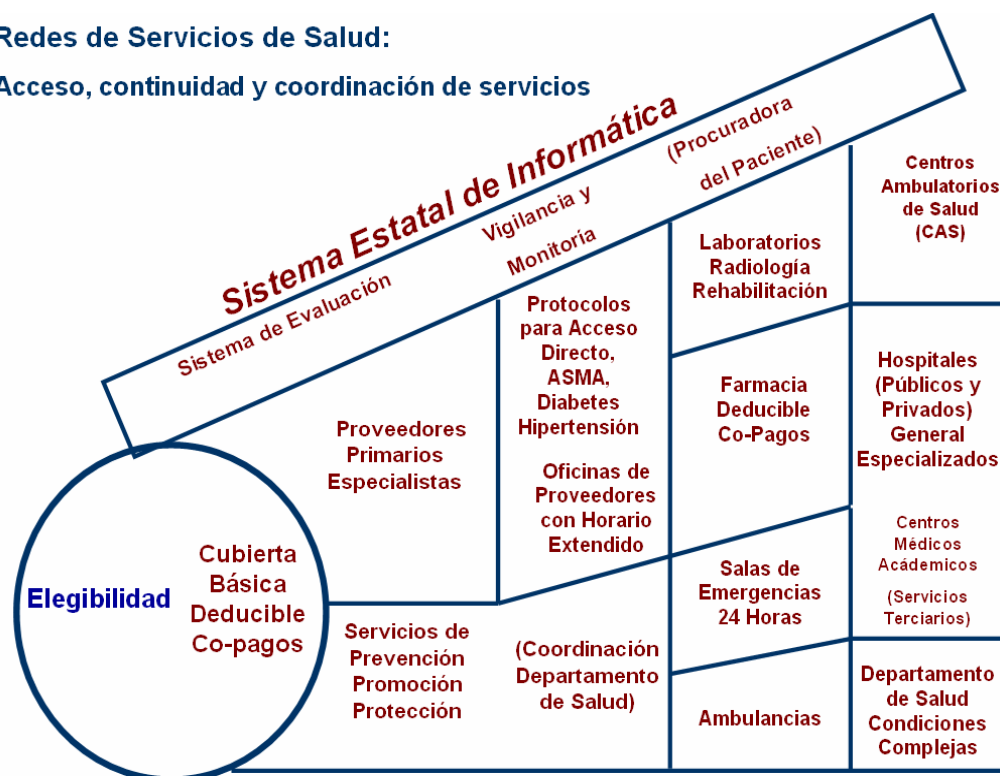 Redes de Servicios de Salud:
Acceso, continuidad y coordinación de servicios
Sistema Estatal de Informática
Sistema de Evaluación
Vigilancia y
Monitoría
(Procuradora
del Paciente)
Elegibilidad
Cubierta
Básica
Deducible
Co-pagos
Proveedores
Primarios
Especialistas
Servicios de
Prevención
Promoción
Protección
Protocolos
para Acceso
Directo,
ASMA,
Diabetes
Hipertensión
Oficinas de
Proveedores
con Horario
Extendido
(Coordinación
Departamento
de Salud)
Laboratorios
Radiología
Rehabilitación
Farmacia
Deducible
Co-Pagos
Salas de
Emergencias
24 Horas
Ambulancias
Centros
Ambulatorios
de Salud
(CAS)
Hospitales
(Públicos y
Privados)
General
Especializados
Centros
Médicos
Acádemicos
(Servicios
Terciarios)
Departamento
de Salud
Condiciones
Complejas